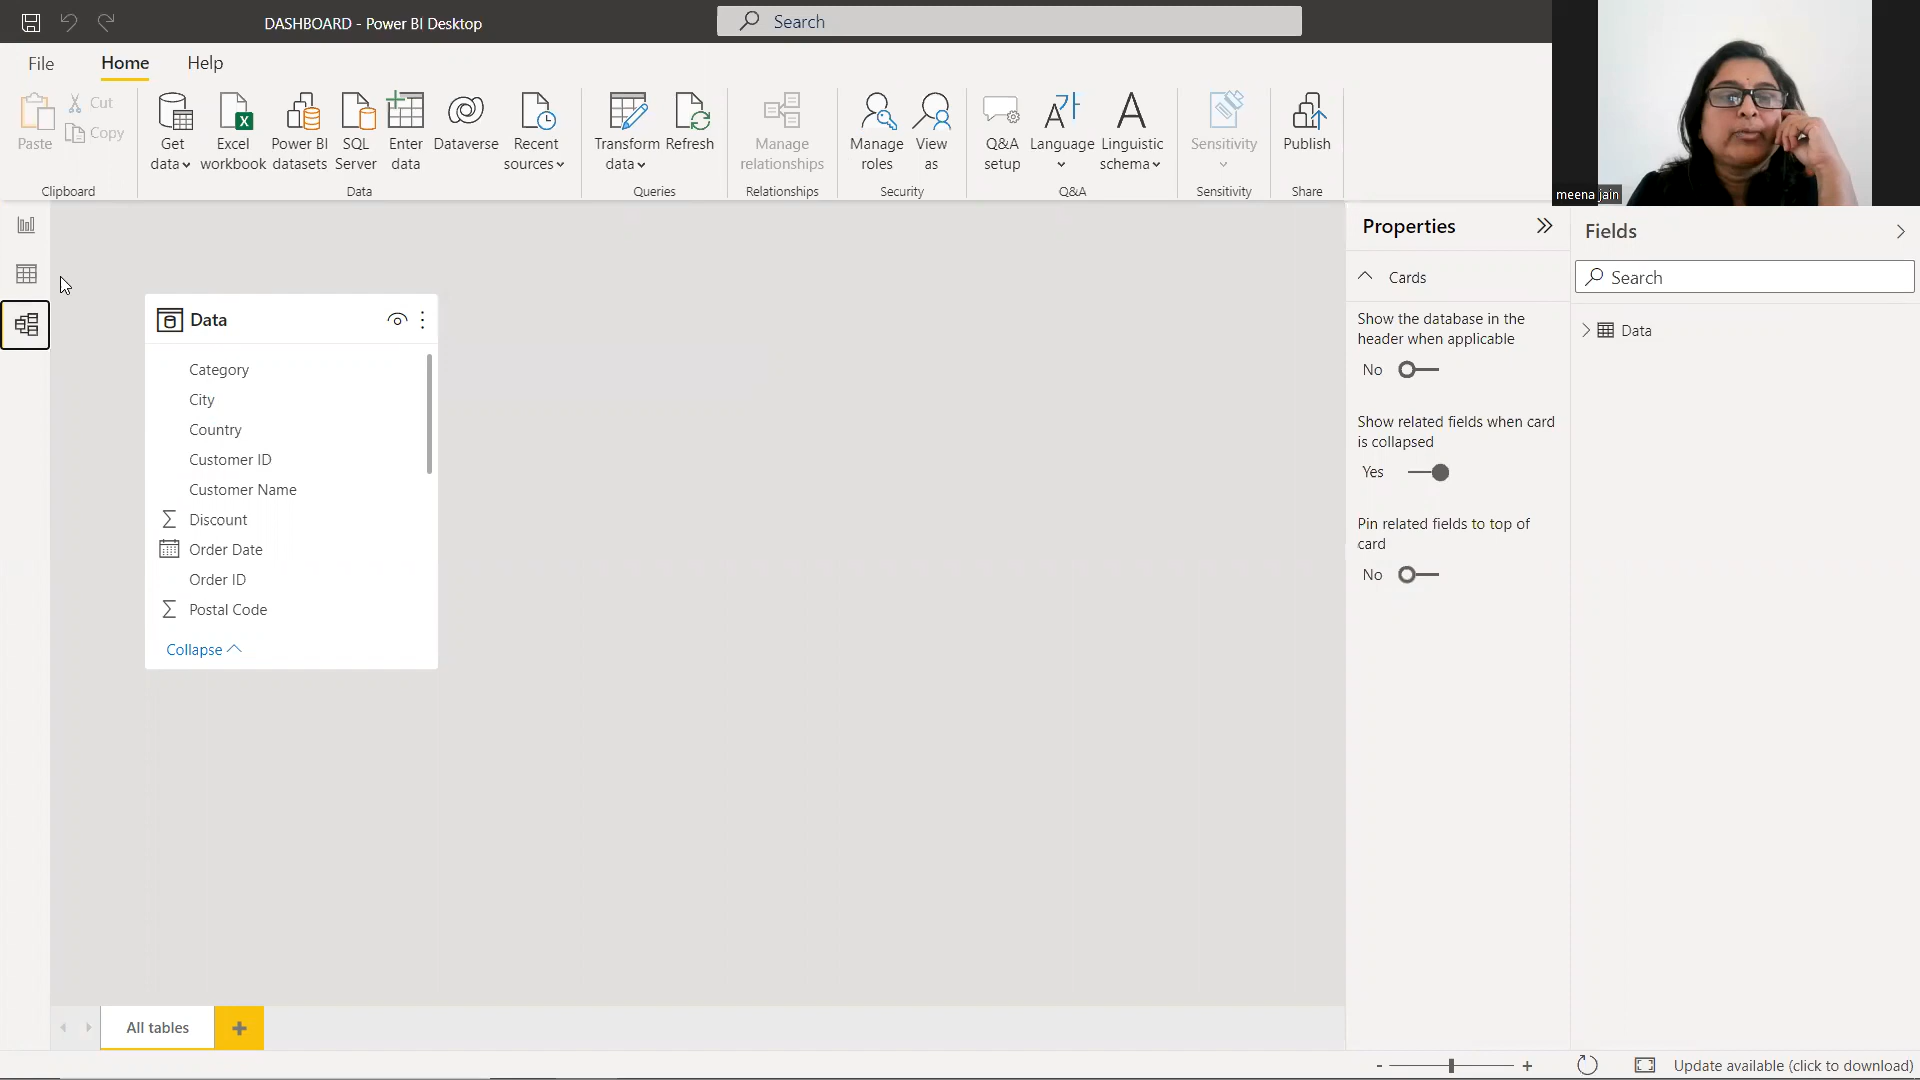 DASHBOARD - Power BI Desktop
Search
File
Home
Help
Paste
Cut
Copy
Clipboard
Get
data
Excel
workbook
Power BI
datasets
SQL
Server
Enter
data
Dataverse
Recent
sources
Data
Transform
data
Refresh
Queries
Manage
relationships
Relationships
Manage
roles
View
as
Security
Q&A
setup
Language
Linguistic
schema
Q&A
Sensitivity
Sensitivity
Publish
Share
meena jain
Data
Category
City
Country
Customer ID
Customer Name
Discount
Order Date
Order ID
Postal Code
Collapse
Properties
Cards
Show the database in the
header when applicable
No
Show related fields when card
is collapsed
Yes
Pin related fields to top of
card
No
Fields
Search
Data
All tables
+
- +
Update available (click to download)